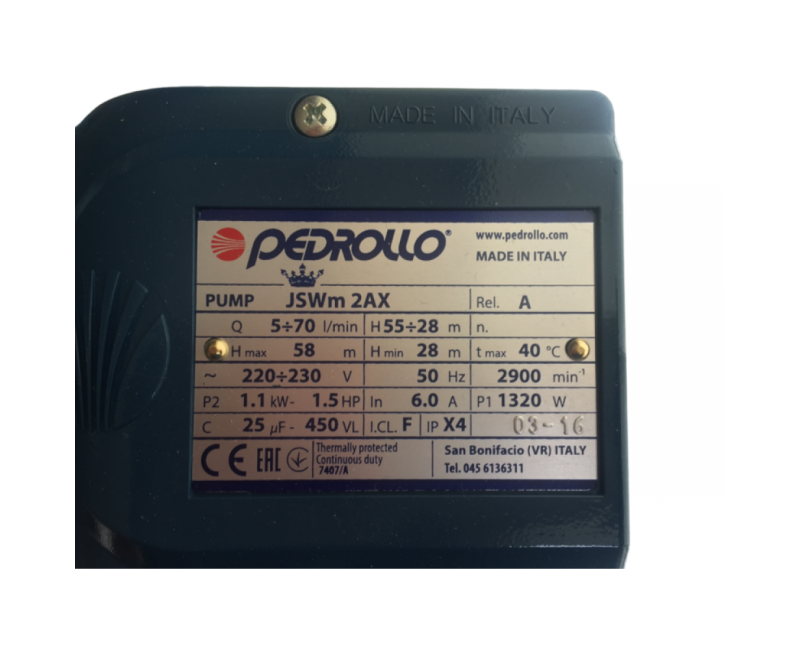 MADE IN ITALY
PEDROLLO® www.pedrollo.com
MADE IN ITALY
PUMP JSWm 2AX Rel. A
Q 5÷70 l/min H 55÷28 m n.
H max 58 m H min 28 m t max 40 °C
~ 220÷230 V 50 Hz 2900 min⁻¹
P2 1.1 kW- 1.5 HP In 6.0 A P1 1320 W
C 25 µF - 450 VL I.CL. F IP X4 03-16
CE EAC Thermally protected San Bonifacio (VR) ITALY
Continuous duty
7407/A Tel. 045 6136311